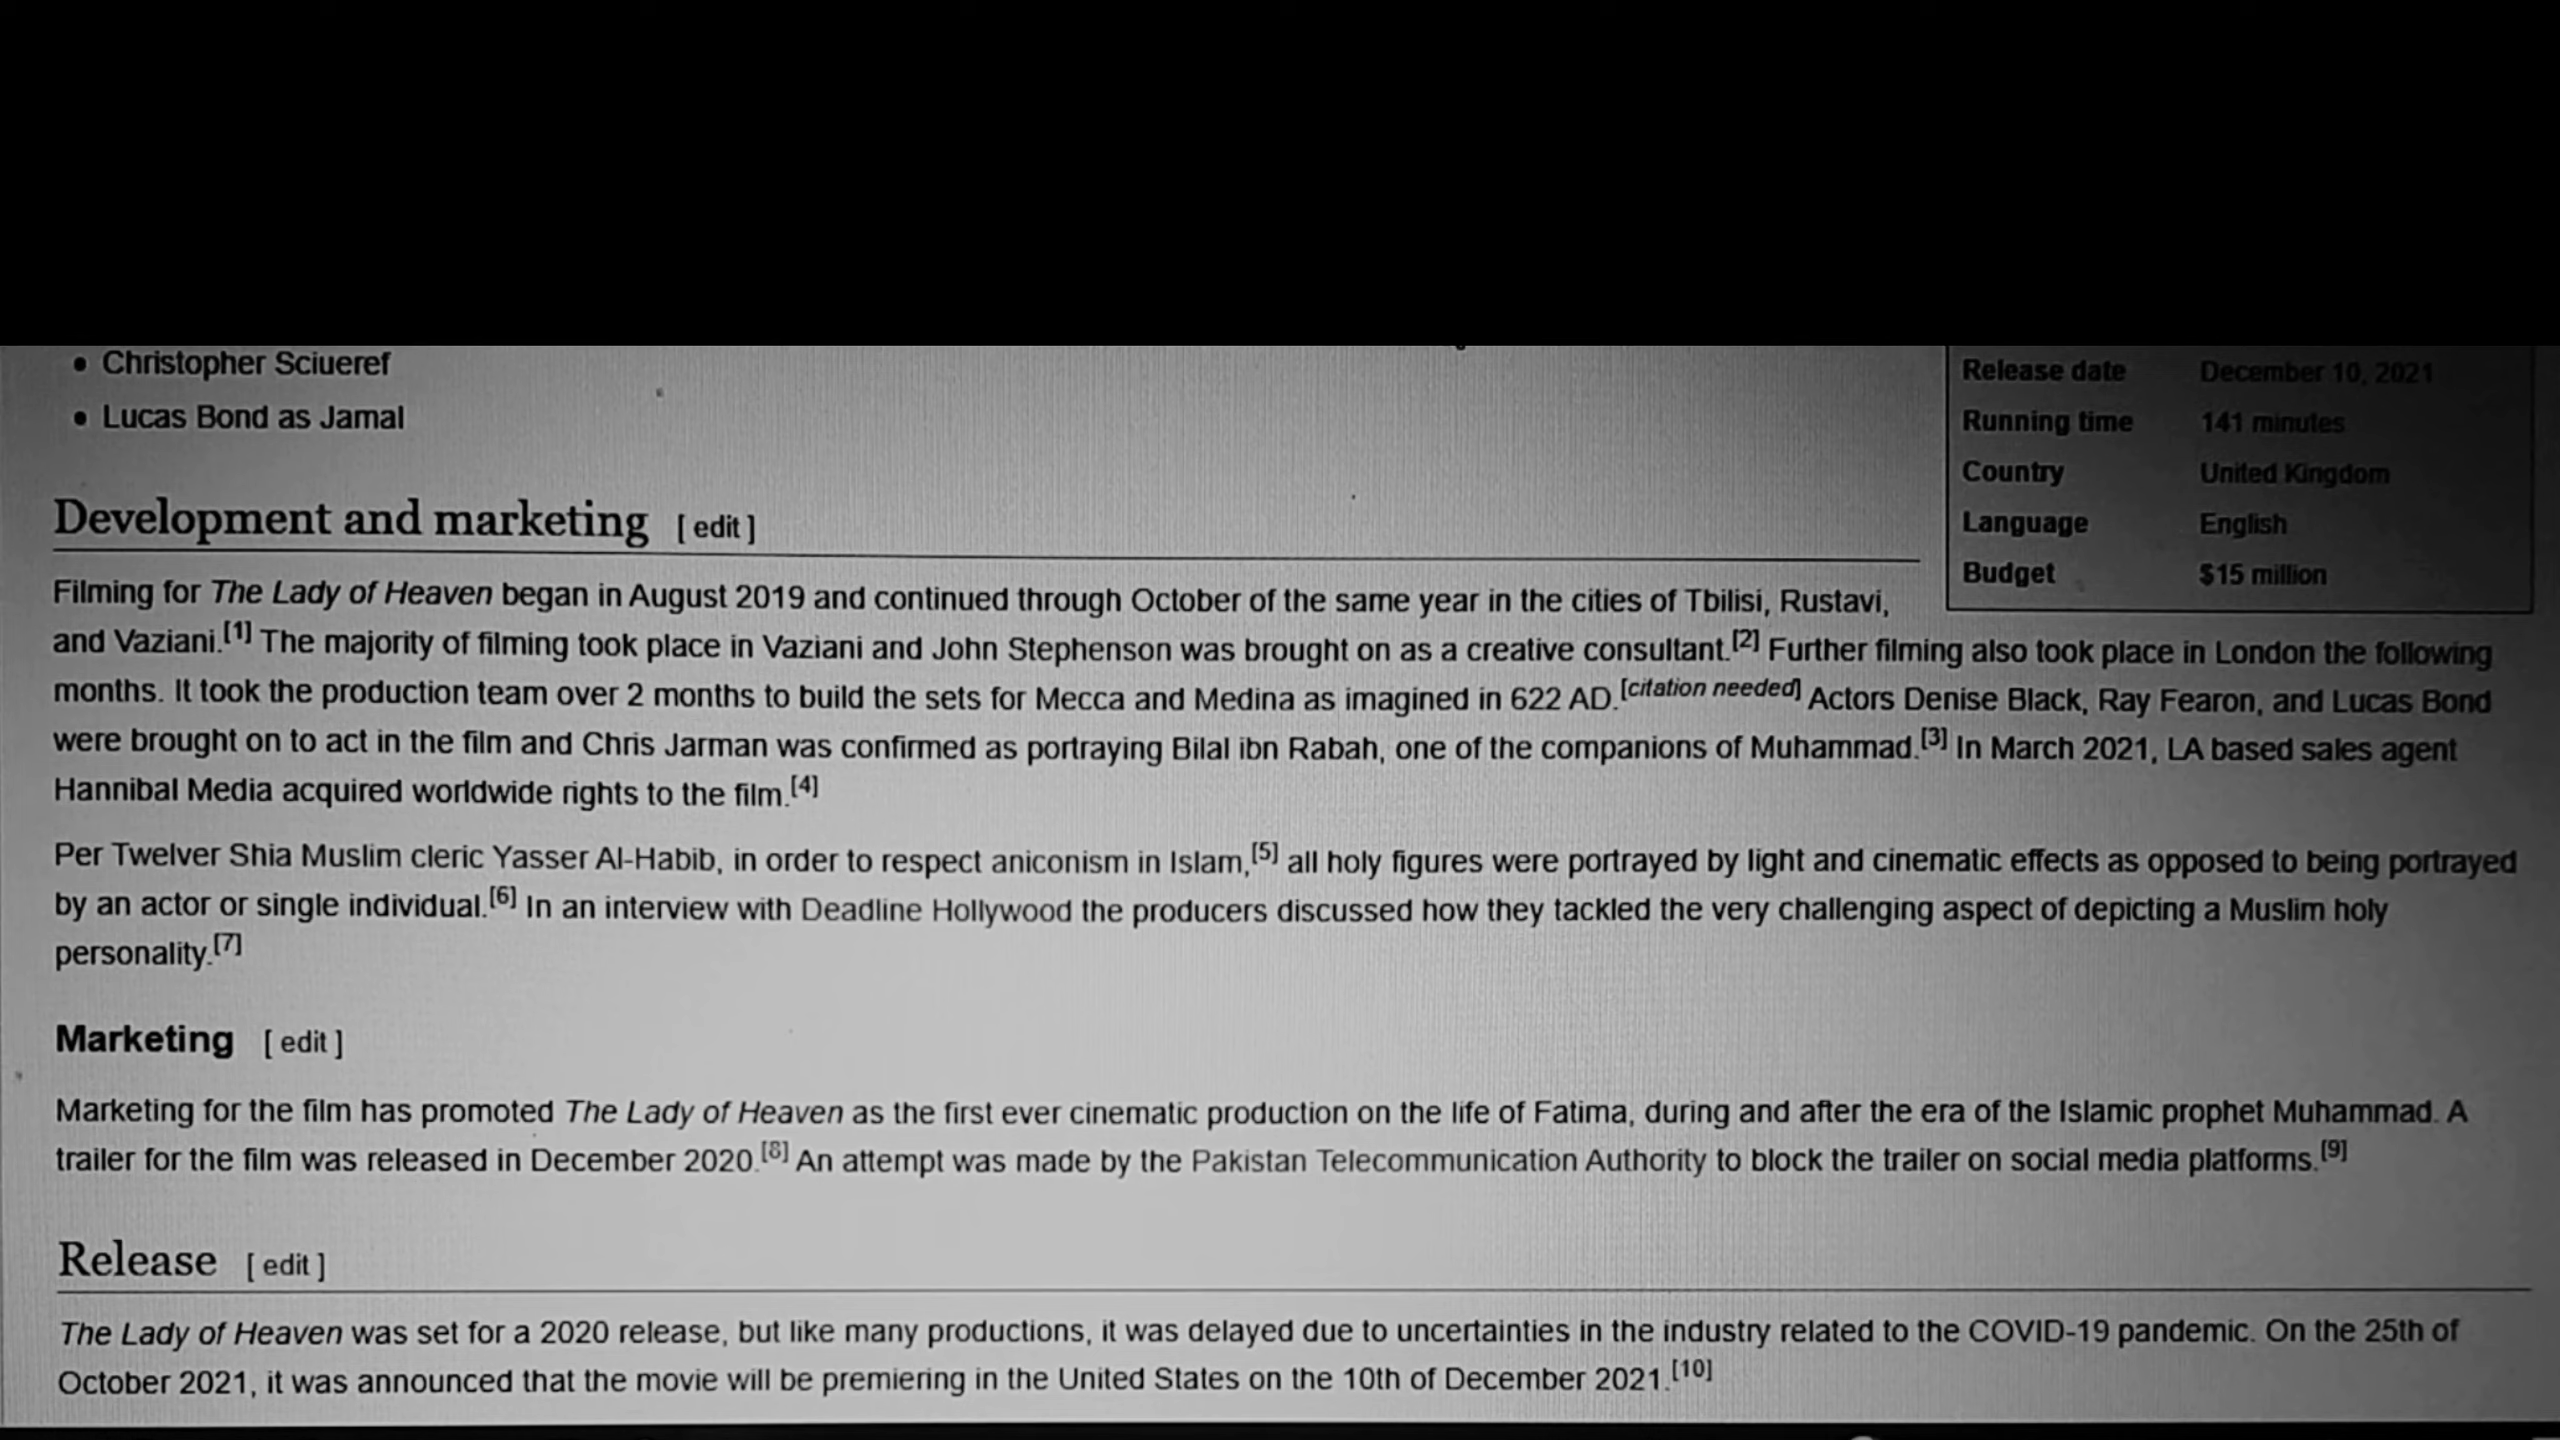 • Christopher Sciueref
• Lucas Bond as Jamal
Release date December 10, 2021
Running time 141 minutes
Country United Kingdom
Language English
Budget $15 million
Development and marketing [ edit ]
Filming for The Lady of Heaven began in August 2019 and continued through October of the same year in the cities of Tbilisi, Rustavi,
and Vaziani.[1] The majority of filming took place in Vaziani and John Stephenson was brought on as a creative consultant.[2] Further filming also took place in London the following
months. It took the production team over 2 months to build the sets for Mecca and Medina as imagined in 622 AD.[citation needed] Actors Denise Black, Ray Fearon, and Lucas Bond
were brought on to act in the film and Chris Jarman was confirmed as portraying Bilal ibn Rabah, one of the companions of Muhammad.[3] In March 2021, LA based sales agent
Hannibal Media acquired worldwide rights to the film.[4]
Per Twelver Shia Muslim cleric Yasser Al-Habib, in order to respect aniconism in Islam,[5] all holy figures were portrayed by light and cinematic effects as opposed to being portrayed
by an actor or single individual.[6] In an interview with Deadline Hollywood the producers discussed how they tackled the very challenging aspect of depicting a Muslim holy
personality.[7]
Marketing [ edit ]
Marketing for the film has promoted The Lady of Heaven as the first ever cinematic production on the life of Fatima, during and after the era of the Islamic prophet Muhammad. A
trailer for the film was released in December 2020.[8] An attempt was made by the Pakistan Telecommunication Authority to block the trailer on social media platforms.[9]
Release [ edit ]
The Lady of Heaven was set for a 2020 release, but like many productions, it was delayed due to uncertainties in the industry related to the COVID-19 pandemic. On the 25th of
October 2021, it was announced that the movie will be premiering in the United States on the 10th of December 2021.[10]